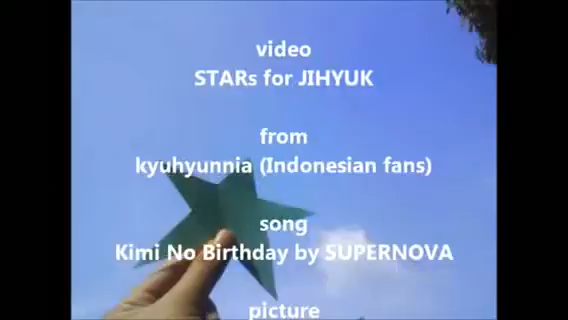 video
STARs for JIHYUK
from
kyuhyunnia (Indonesian fans)
song
Kimi No Birthday by SUPERNOVA
picture